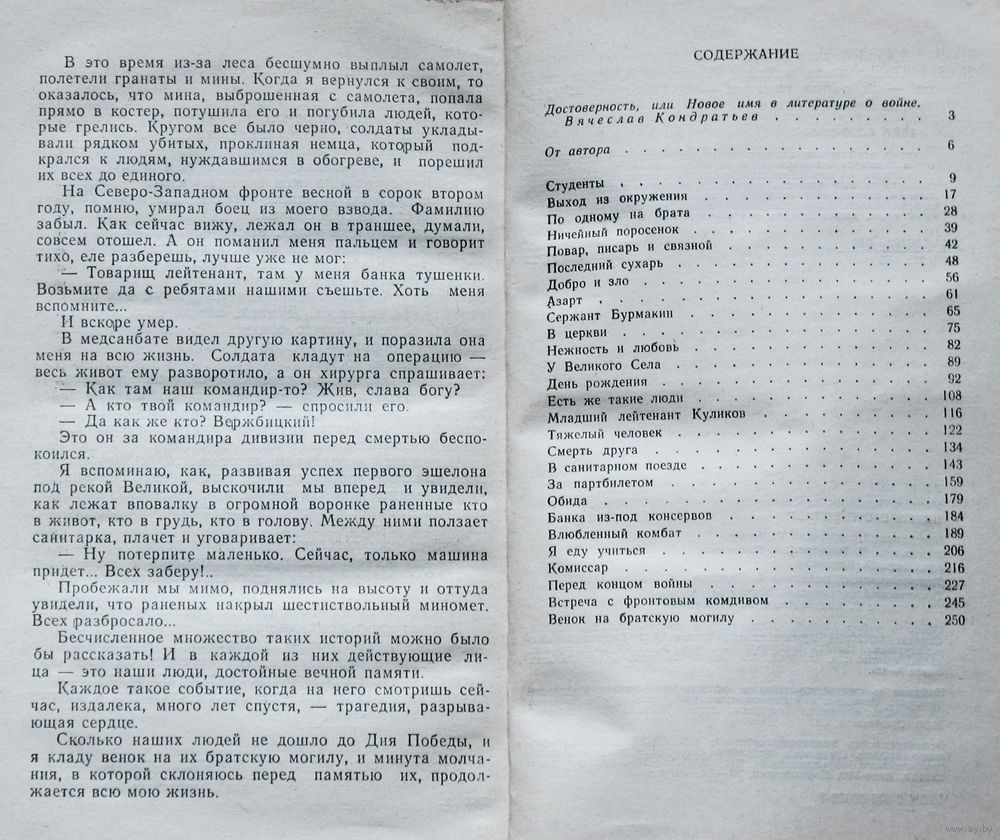 В это время из-за леса бесшумно выплыл самолет,
полетели гранаты и мины. Когда я вернулся к своим, то
оказалось, что мина, выброшенная с самолета, попала
прямо в костер, потушила его и погубила людей, кото-
рые грелись. Кругом все было черно, солдаты уклады-
вали рядком убитых, проклиная немца, который под-
крался к людям, нуждавшимся в обогреве, и порешил
их всех до единого.
На Северо-Западном фронте весной в сорок втором
году, помню, умирал боец из моего взвода. Фамилию
забыл. Как сейчас вижу, лежал он в траншее, думали,
совсем отошел. А он поманил меня пальцем и говорит
тихо, еле разберешь, лучше уже не мог:
— Товарищ лейтенант, там у меня банка тушенки.
Возьмите да с ребятами нашими съешьте. Хоть меня
вспомните...
И вскоре умер.
В медсанбате видел другую картину, и поразила она
меня на всю жизнь. Солдата кладут на операцию —
весь живот ему разворотило, а он хирурга спрашивает:
— Как там наш командир-то? Жив, слава богу?
— А кто твой командир? — спросили его.
— Да как же кто? Вержбицкий!
Это он за командира дивизии перед смертью беспо-
коился.
Я вспоминаю, как, развивая успех первого эшелона
под рекой Великой, выскочили мы вперед и увидели,
как лежат вповалку в огромной воронке раненные кто
в живот, кто в грудь, кто в голову. Между ними ползает
санитарка, плачет и уговаривает:
— Ну потерпите маленько. Сейчас, только машина
придет... Всех заберу!..
Пробежали мы мимо, поднялись на высоту и оттуда
увидели, что раненых накрыл шестиствольный миномет.
Всех разбросало...
Бесчисленное множество таких историй можно было
бы рассказать! И в каждой из них действующие ли-
ца — это наши люди, достойные вечной памяти.
Каждое такое событие, когда на него смотришь сей-
час, издалека, много лет спустя, — трагедия, разрыва-
ющая сердце.
Сколько наших людей не дошло до Дня Победы, и
я кладу венок на их братскую могилу, и минута молча-
ния, в которой склоняюсь перед памятью их, продол-
жается всю мою жизнь.
СОДЕРЖАНИЕ
Достоверность, или Новое имя в литературе о войне.
Вячеслав Кондратьев . . . . . . . . . 3
От автора . . . . . . . . . . . . . . . 6
Студенты . . . . . . . . . . . . . . . 9
Выход из окружения . . . . . . . . . . . 17
По одному на брата . . . . . . . . . . . 28
Ничейный поросенок . . . . . . . . . . . 39
Повар, писарь и связной . . . . . . . . . . 42
Последний сухарь . . . . . . . . . . . . 48
Добро и зло . . . . . . . . . . . . . . 56
Азарт . . . . . . . . . . . . . . . . 61
Сержант Бурмакин . . . . . . . . . . . . 65
В церкви . . . . . . . . . . . . . . . 75
Нежность и любовь . . . . . . . . . . . 82
У Великого Села . . . . . . . . . . . . 89
День рождения . . . . . . . . . . . . . 92
Есть же такие люди . . . . . . . . . . . 108
Младший лейтенант Куликов . . . . . . . . 116
Тяжелый человек . . . . . . . . . . . . 122
Смерть друга . . . . . . . . . . . . . 134
В санитарном поезде . . . . . . . . . . . 143
За партбилетом . . . . . . . . . . . . . 159
Обида . . . . . . . . . . . . . . . . 179
Банка из-под консервов . . . . . . . . . . 184
Влюбленный комбат . . . . . . . . . . . 189
Я еду учиться . . . . . . . . . . . . . 206
Комиссар . . . . . . . . . . . . . . . 216
Перед концом войны . . . . . . . . . . . 227
Встреча с фронтовым комдивом . . . . . . . . 245
Венок на братскую могилу . . . . . . . . . 250
www.ay.by